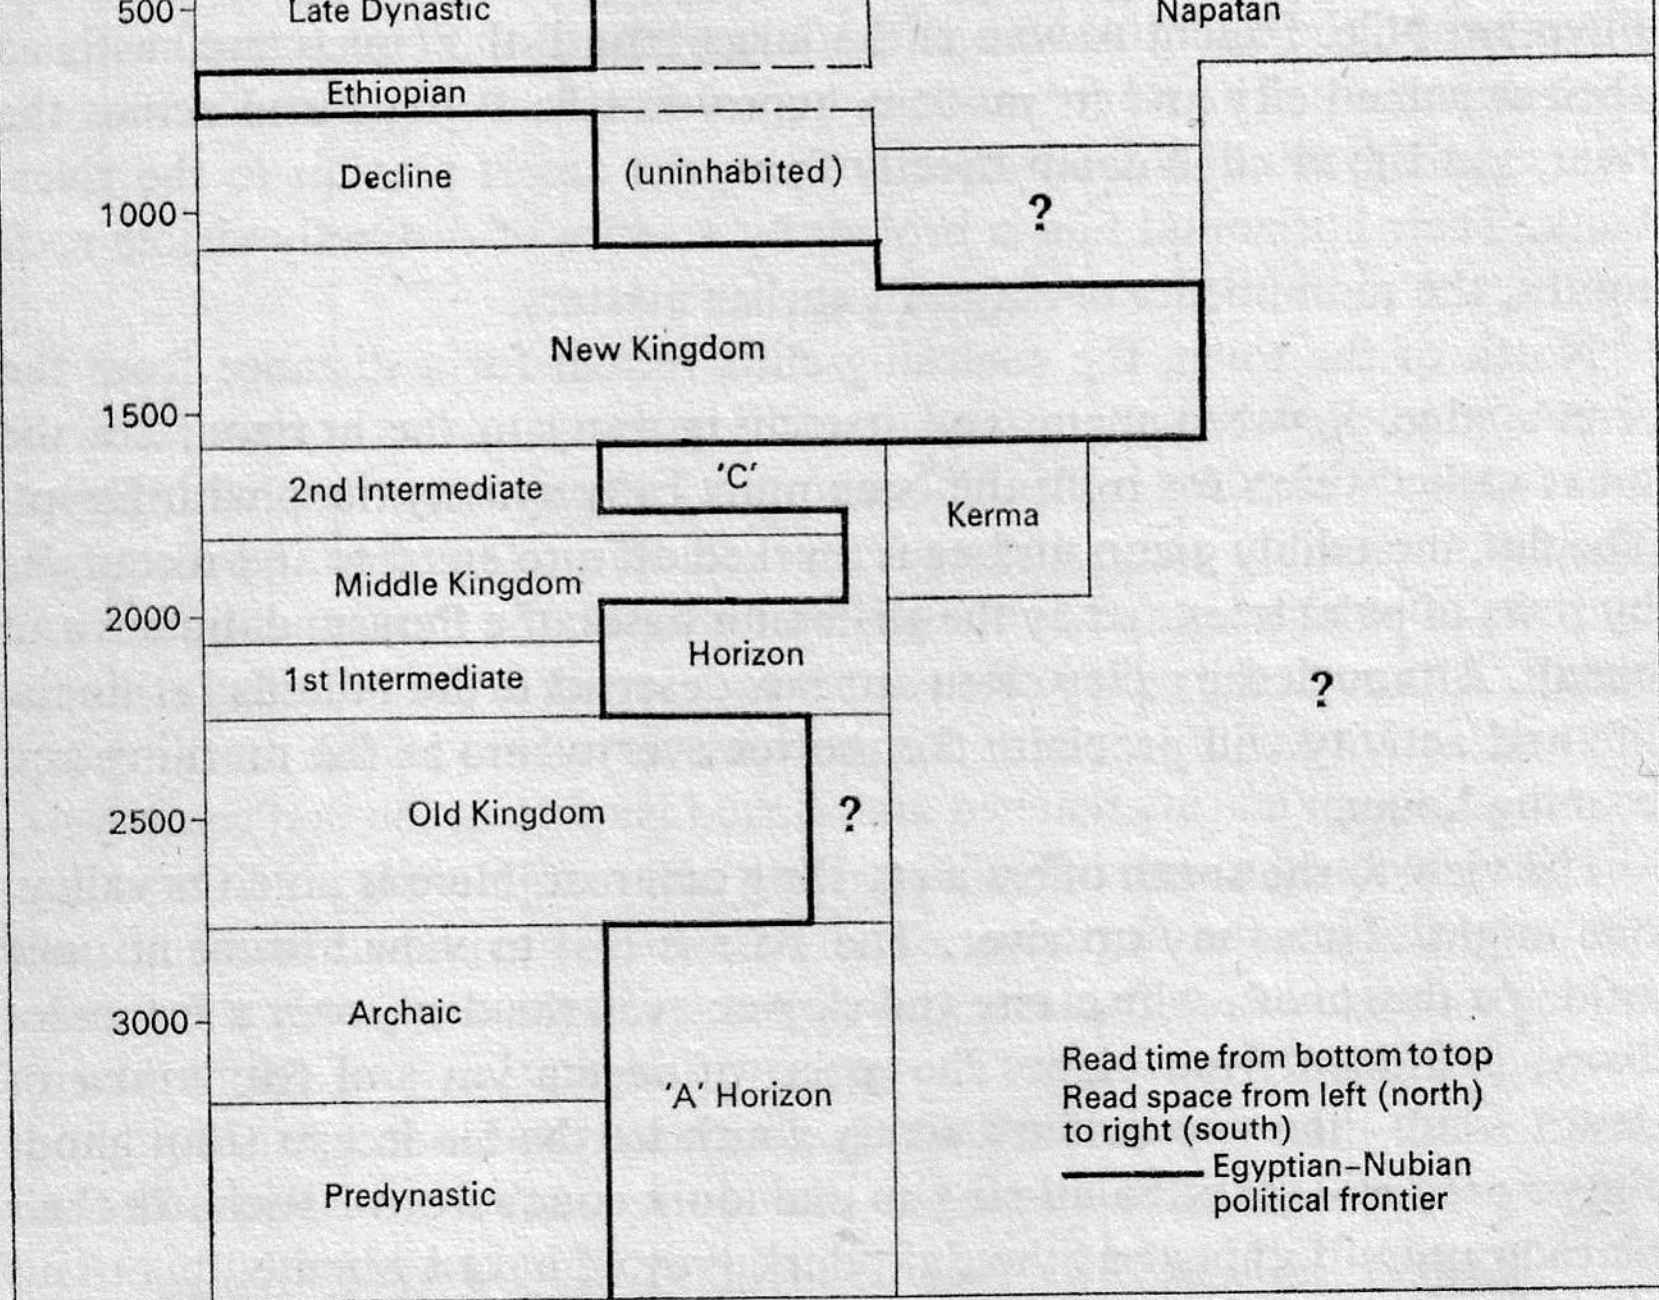 500
Late Dynastic
Napatan
Ethiopian
Decline
(uninhabited)
?
1000
New Kingdom
1500
2nd Intermediate
'C'
Kerma
Middle Kingdom
2000
Horizon
1st Intermediate
?
Old Kingdom
?
2500
Archaic
3000
'A' Horizon
Predynastic
Read time from bottom to top
Read space from left (north)
to right (south)
Egyptian–Nubian
political frontier